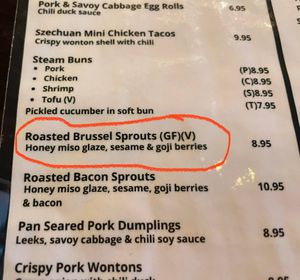 Pork & Savoy Cabbage Egg Rolls 6.95
Chili duck sauce
Szechuan Mini Chicken Tacos 9.95
Crispy wonton shell with chili
Steam Buns
• Pork (P)8.95
• Chicken (C)8.95
• Shrimp (S)8.95
• Tofu (V) (T)7.95
Pickled cucumber in soft bun
Roasted Brussel Sprouts (GF)(V) 8.95
Honey miso glaze, sesame & goji berries
Roasted Bacon Sprouts 10.95
Honey miso glaze, sesame, goji berries
& bacon
Pan Seared Pork Dumplings 8.95
Leeks, savoy cabbage & chili soy sauce
Crispy Pork Wontons 8.95